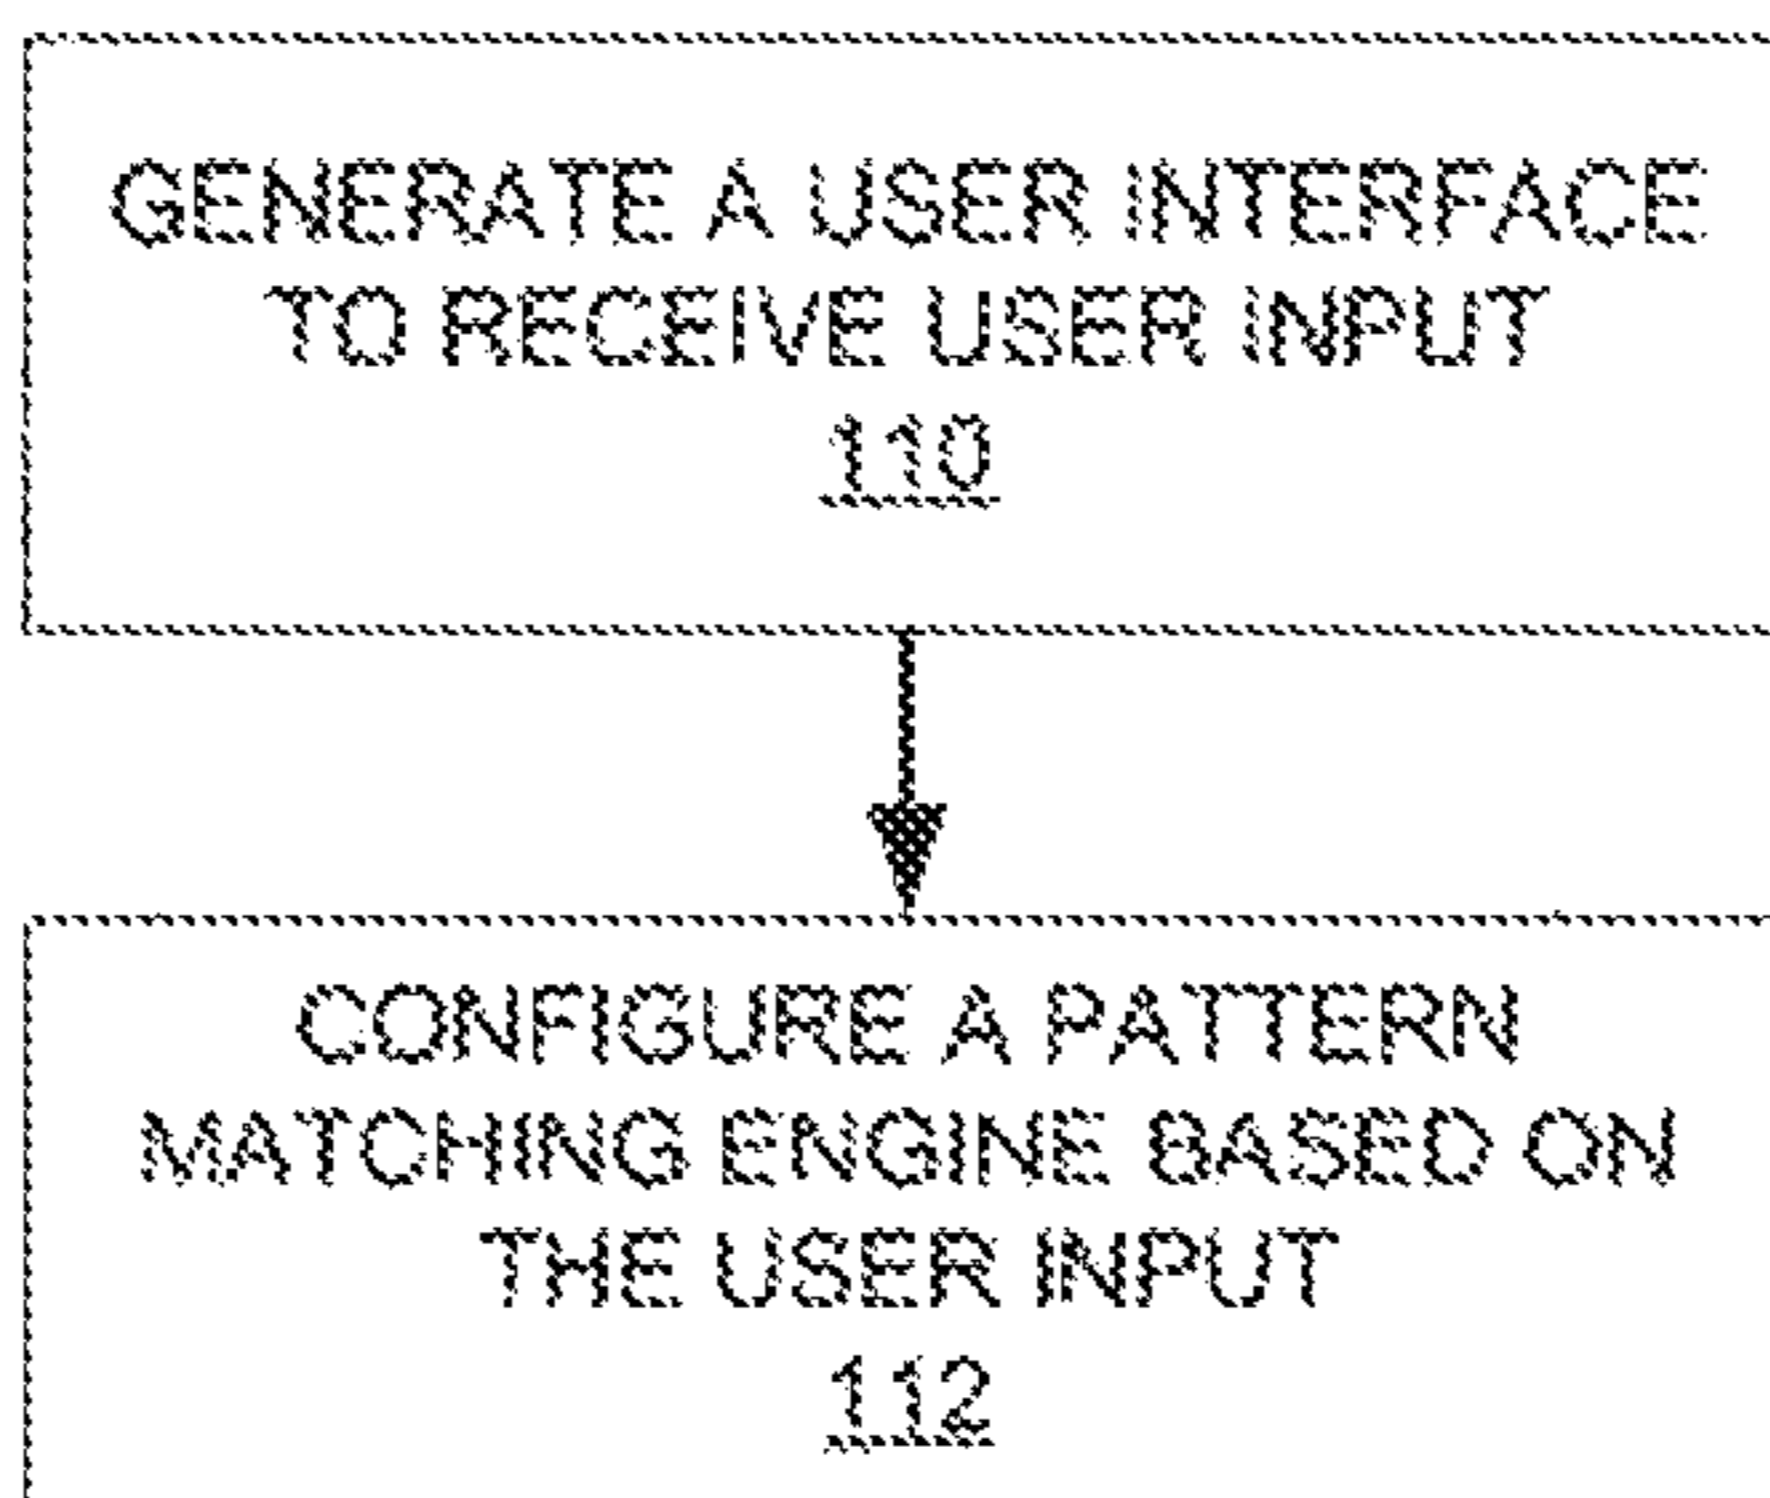 GENERATE A USER INTERFACE
TO RECEIVE USER INPUT
110
CONFIGURE A PATTERN
MATCHING ENGINE BASED ON
THE USER INPUT
112